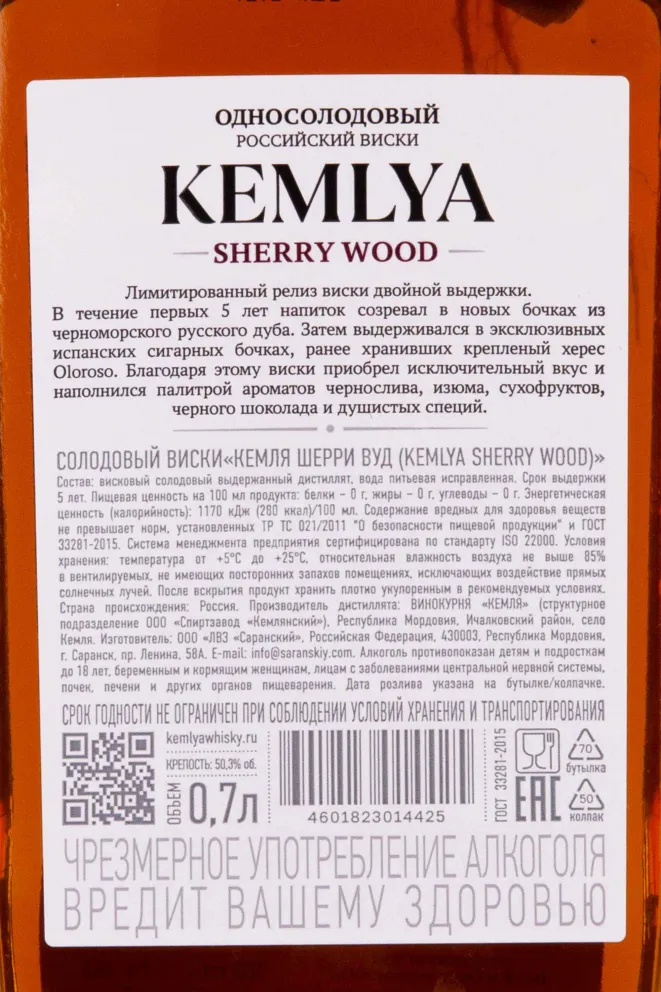 ОДНОСОЛОДОВЫЙ
РОССИЙСКИЙ ВИСКИ
KEMLYA
SHERRY WOOD
Лимитированный релиз виски двойной выдержки.
В течение первых 5 лет напиток созревал в новых бочках из
черноморского русского дуба. Затем выдерживался в эксклюзивных
испанских сигарных бочках, ранее хранивших крепленый херес
Oloroso. Благодаря этому виски приобрел исключительный вкус и
наполнился палитрой ароматов чернослива, изюма, сухофруктов,
черного шоколада и душистых специй.
СОЛОДОВЫЙ ВИСКИ«КЕМЛЯ ШЕРРИ ВУД (KEMLYA SHERRY WOOD)»
Состав: висковый солодовый выдержанный дистиллят, вода питьевая исправленная. Срок выдержки
5 лет. Пищевая ценность на 100 мл продукта: белки – 0 г, жиры – 0 г, углеводы – 0 г. Энергетическая
ценность (калорийность): 1170 кДж (280 ккал)/100 мл. Содержание вредных для здоровья веществ
не превышает норм, установленных ТР ТС 021/2011 "О безопасности пищевой продукции" и ГОСТ
33281-2015. Система менеджмента предприятия сертифицирована по стандарту ISO 22000. Условия
хранения: температура от +5°С до +25°С, относительная влажность воздуха не выше 85%
в вентилируемых, не имеющих посторонних запахов помещениях, исключающих воздействие прямых
солнечных лучей. После вскрытия продукт хранить плотно укупоренным в рекомендуемых условиях.
Страна происхождения: Россия. Производитель дистиллята: ВИНОКУРНЯ «КЕМЛЯ» (структурное
подразделение ООО «Спиртзавод «Кемлянский»). Республика Мордовия, Ичалковский район, село
Кемля. Изготовитель: ООО «ЛВЗ «Саранский», Российская Федерация, 430003, Республика Мордовия,
г. Саранск, пр. Ленина, 58А. E-mail: info@saranskiy.com. Алкоголь противопоказан детям и подросткам
до 18 лет, беременным и кормящим женщинам, лицам с заболеваниями центральной нервной системы,
почек, печени и других органов пищеварения. Дата розлива указана на бутылке/колпачке.
СРОК ГОДНОСТИ НЕ ОГРАНИЧЕН ПРИ СОБЛЮДЕНИИ УСЛОВИЙ ХРАНЕНИЯ И ТРАНСПОРТИРОВАНИЯ
kemlyawhisky.ru
КРЕПОСТЬ: 50,3% об.
ОБЪЕМ 0,7л
4601823014425
ГОСТ 33281-2015
EAC
70
бутылка
50
колпак
ЧРЕЗМЕРНОЕ УПОТРЕБЛЕНИЕ АЛКОГОЛЯ
ВРЕДИТ ВАШЕМУ ЗДОРОВЬЮ